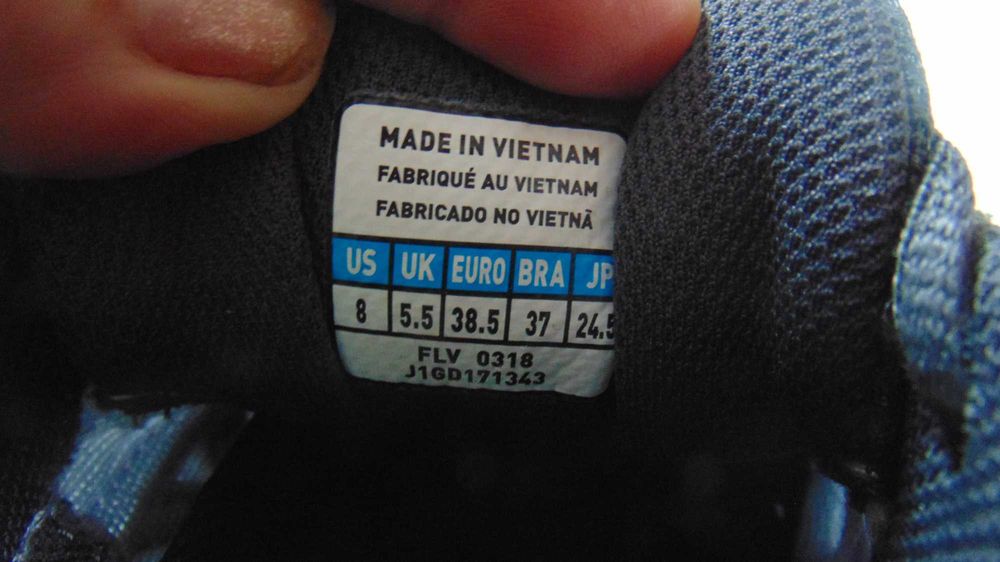 MADE IN VIETNAM
FABRIQUÉ AU VIETNAM
FABRICADO NO VIETNÃ
US UK EURO BRA JP
8 5.5 38.5 37 24.5
FLV 0318
J1GD171343